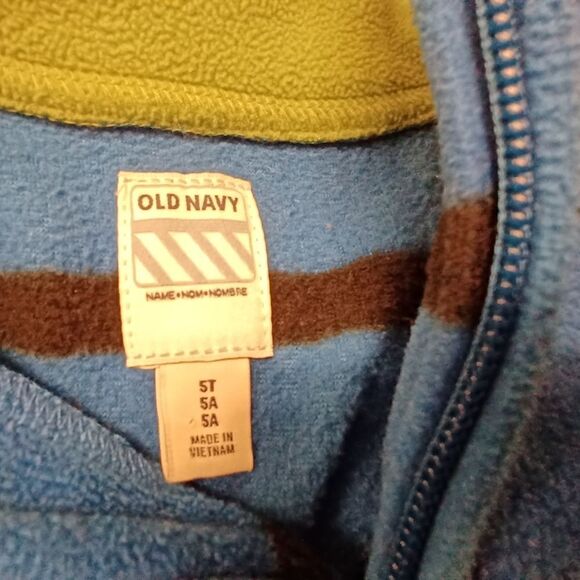 OLD NAVY
NAME•NOM•NOMBRE
5T
5A
5A
MADE IN
VIETNAM